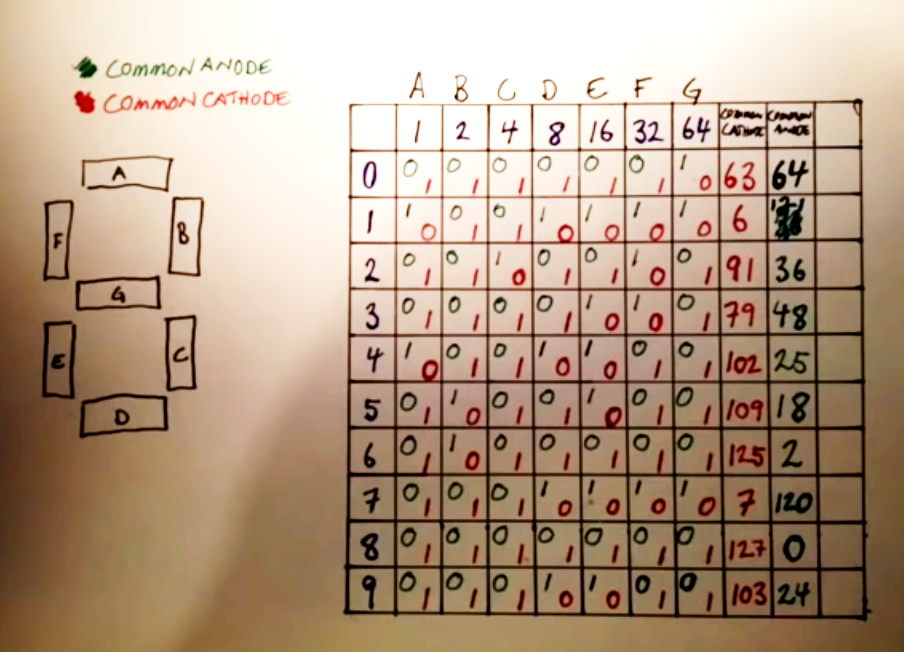 COMMON ANODE
COMMON CATHODE
A
F B
G
E C
D
A B C D E F G
1 2 4 8 16 32 64 COMMON CATHODE COMMON ANODE
0 0 1 0 1 0 1 0 1 0 1 0 1 1 0 63 64
1 1 0 0 1 0 1 1 0 1 0 1 0 1 0 6
2 0 1 0 1 1 0 0 1 0 1 1 0 0 1 91 36
3 0 1 0 1 0 1 0 1 1 0 1 0 0 1 79 48
4 1 0 0 1 0 1 1 0 1 0 0 1 0 1 102 25
5 0 1 1 0 0 1 0 1 1 0 0 1 0 1 109 18
6 0 1 1 0 0 1 0 1 0 1 0 1 0 1 125 2
7 0 1 0 1 0 1 1 0 1 0 1 0 1 0 7 120
8 0 1 0 1 0 1 0 1 0 1 0 1 0 1 127 0
9 0 1 0 1 0 1 1 0 1 0 0 1 0 1 103 24